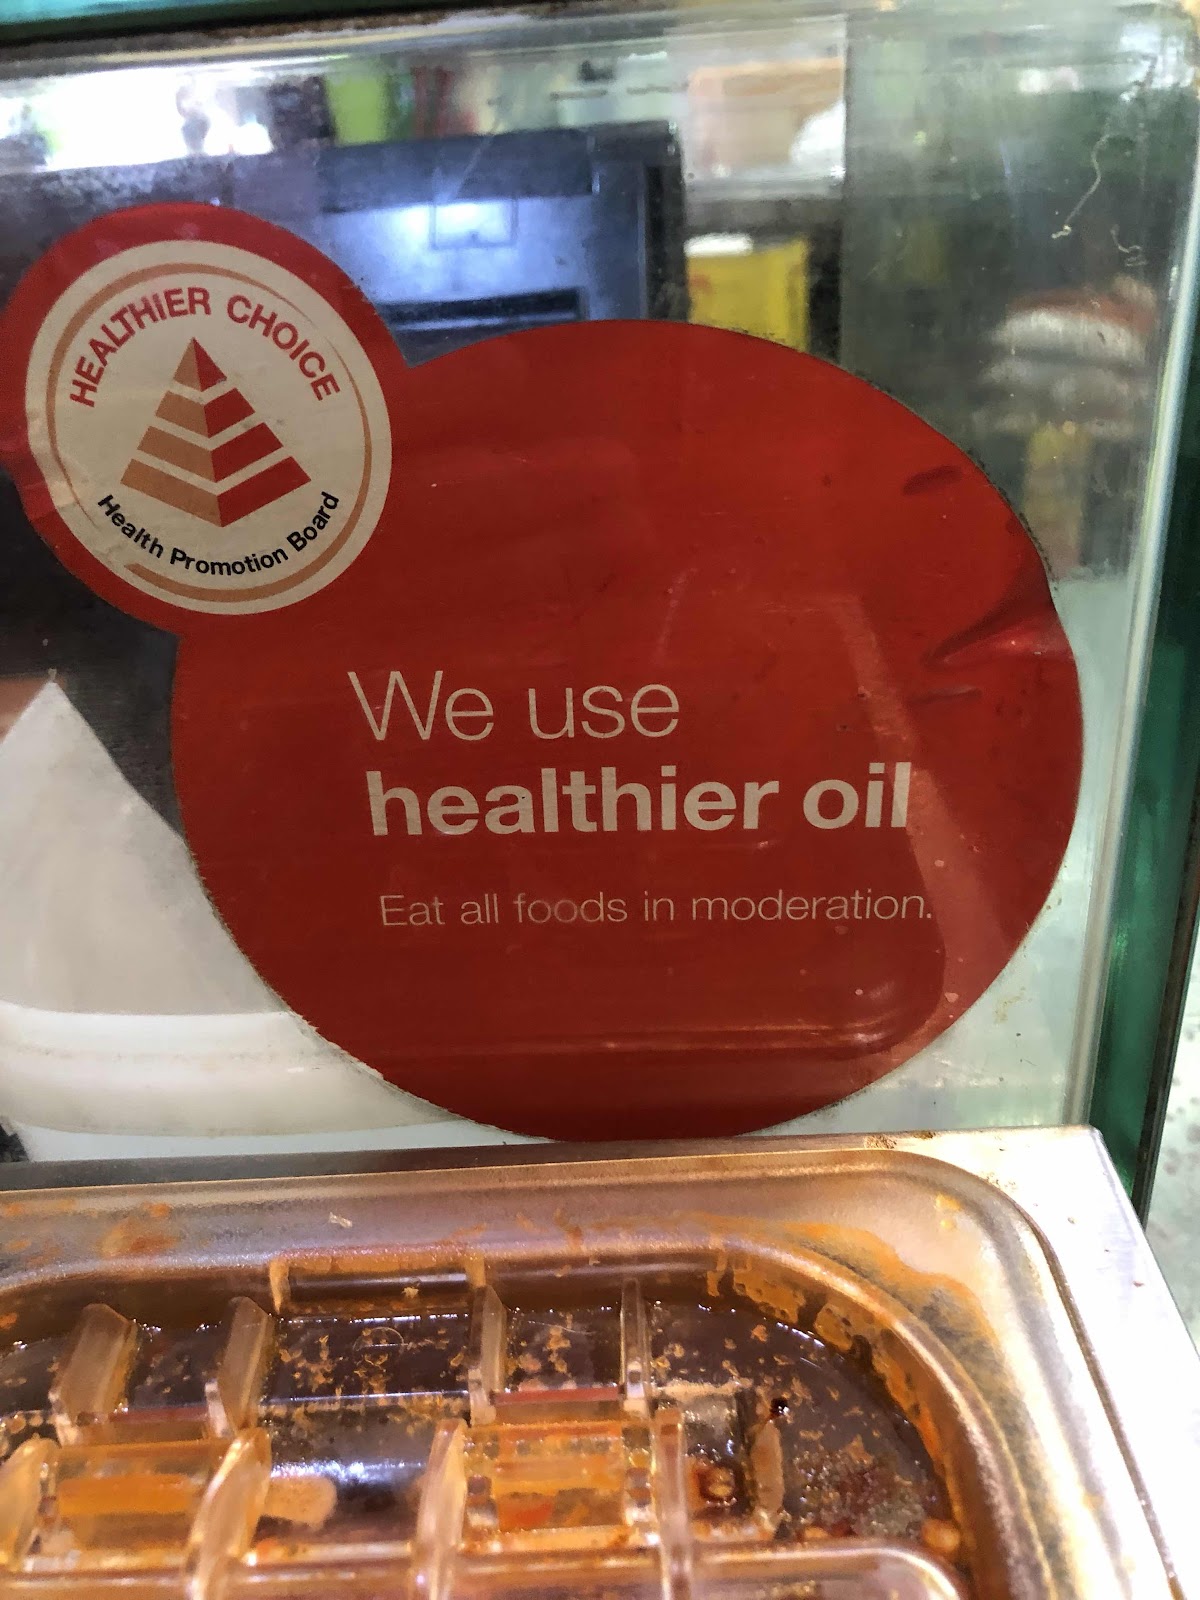 HEALTHIER CHOICE
Health Promotion Board
We use
healthier oil
Eat all foods in moderation.